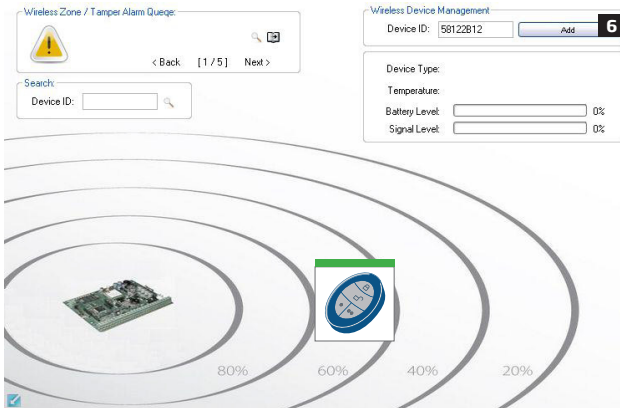 Wireless Zone / Tamper Alarm Queqe:
< Back [ 1 / 5 ] Next >
Search:
Device ID:
Wireless Device Management
Device ID: 58122B12 Add 6
Device Type:
Temperature:
Battery Level: 0%
Signal Level: 0%
80% 60% 40% 20%